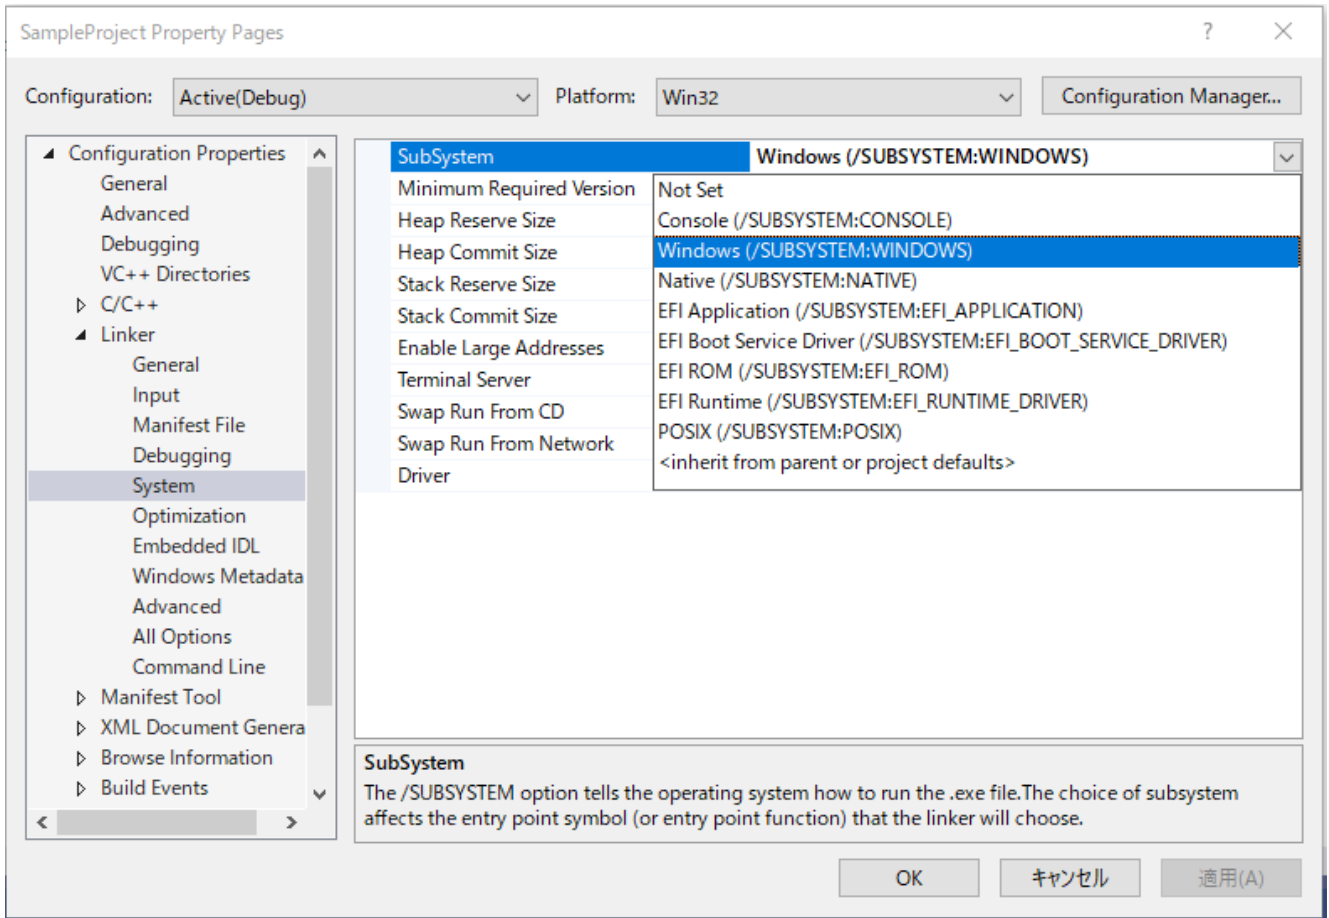 SampleProject Property Pages
Configuration: Active(Debug) Platform: Win32 Configuration Manager...
Configuration Properties
General
Advanced
Debugging
VC++ Directories
C/C++
Linker
General
Input
Manifest File
Debugging
System
Optimization
Embedded IDL
Windows Metadata
Advanced
All Options
Command Line
Manifest Tool
XML Document Genera
Browse Information
Build Events
SubSystem Windows (/SUBSYSTEM:WINDOWS)
Minimum Required Version
Heap Reserve Size
Heap Commit Size
Stack Reserve Size
Stack Commit Size
Enable Large Addresses
Terminal Server
Swap Run From CD
Swap Run From Network
Driver
Not Set
Console (/SUBSYSTEM:CONSOLE)
Windows (/SUBSYSTEM:WINDOWS)
Native (/SUBSYSTEM:NATIVE)
EFI Application (/SUBSYSTEM:EFI_APPLICATION)
EFI Boot Service Driver (/SUBSYSTEM:EFI_BOOT_SERVICE_DRIVER)
EFI ROM (/SUBSYSTEM:EFI_ROM)
EFI Runtime (/SUBSYSTEM:EFI_RUNTIME_DRIVER)
POSIX (/SUBSYSTEM:POSIX)
<inherit from parent or project defaults>
SubSystem
The /SUBSYSTEM option tells the operating system how to run the .exe file.The choice of subsystem
affects the entry point symbol (or entry point function) that the linker will choose.
OK キャンセル 適用(A)